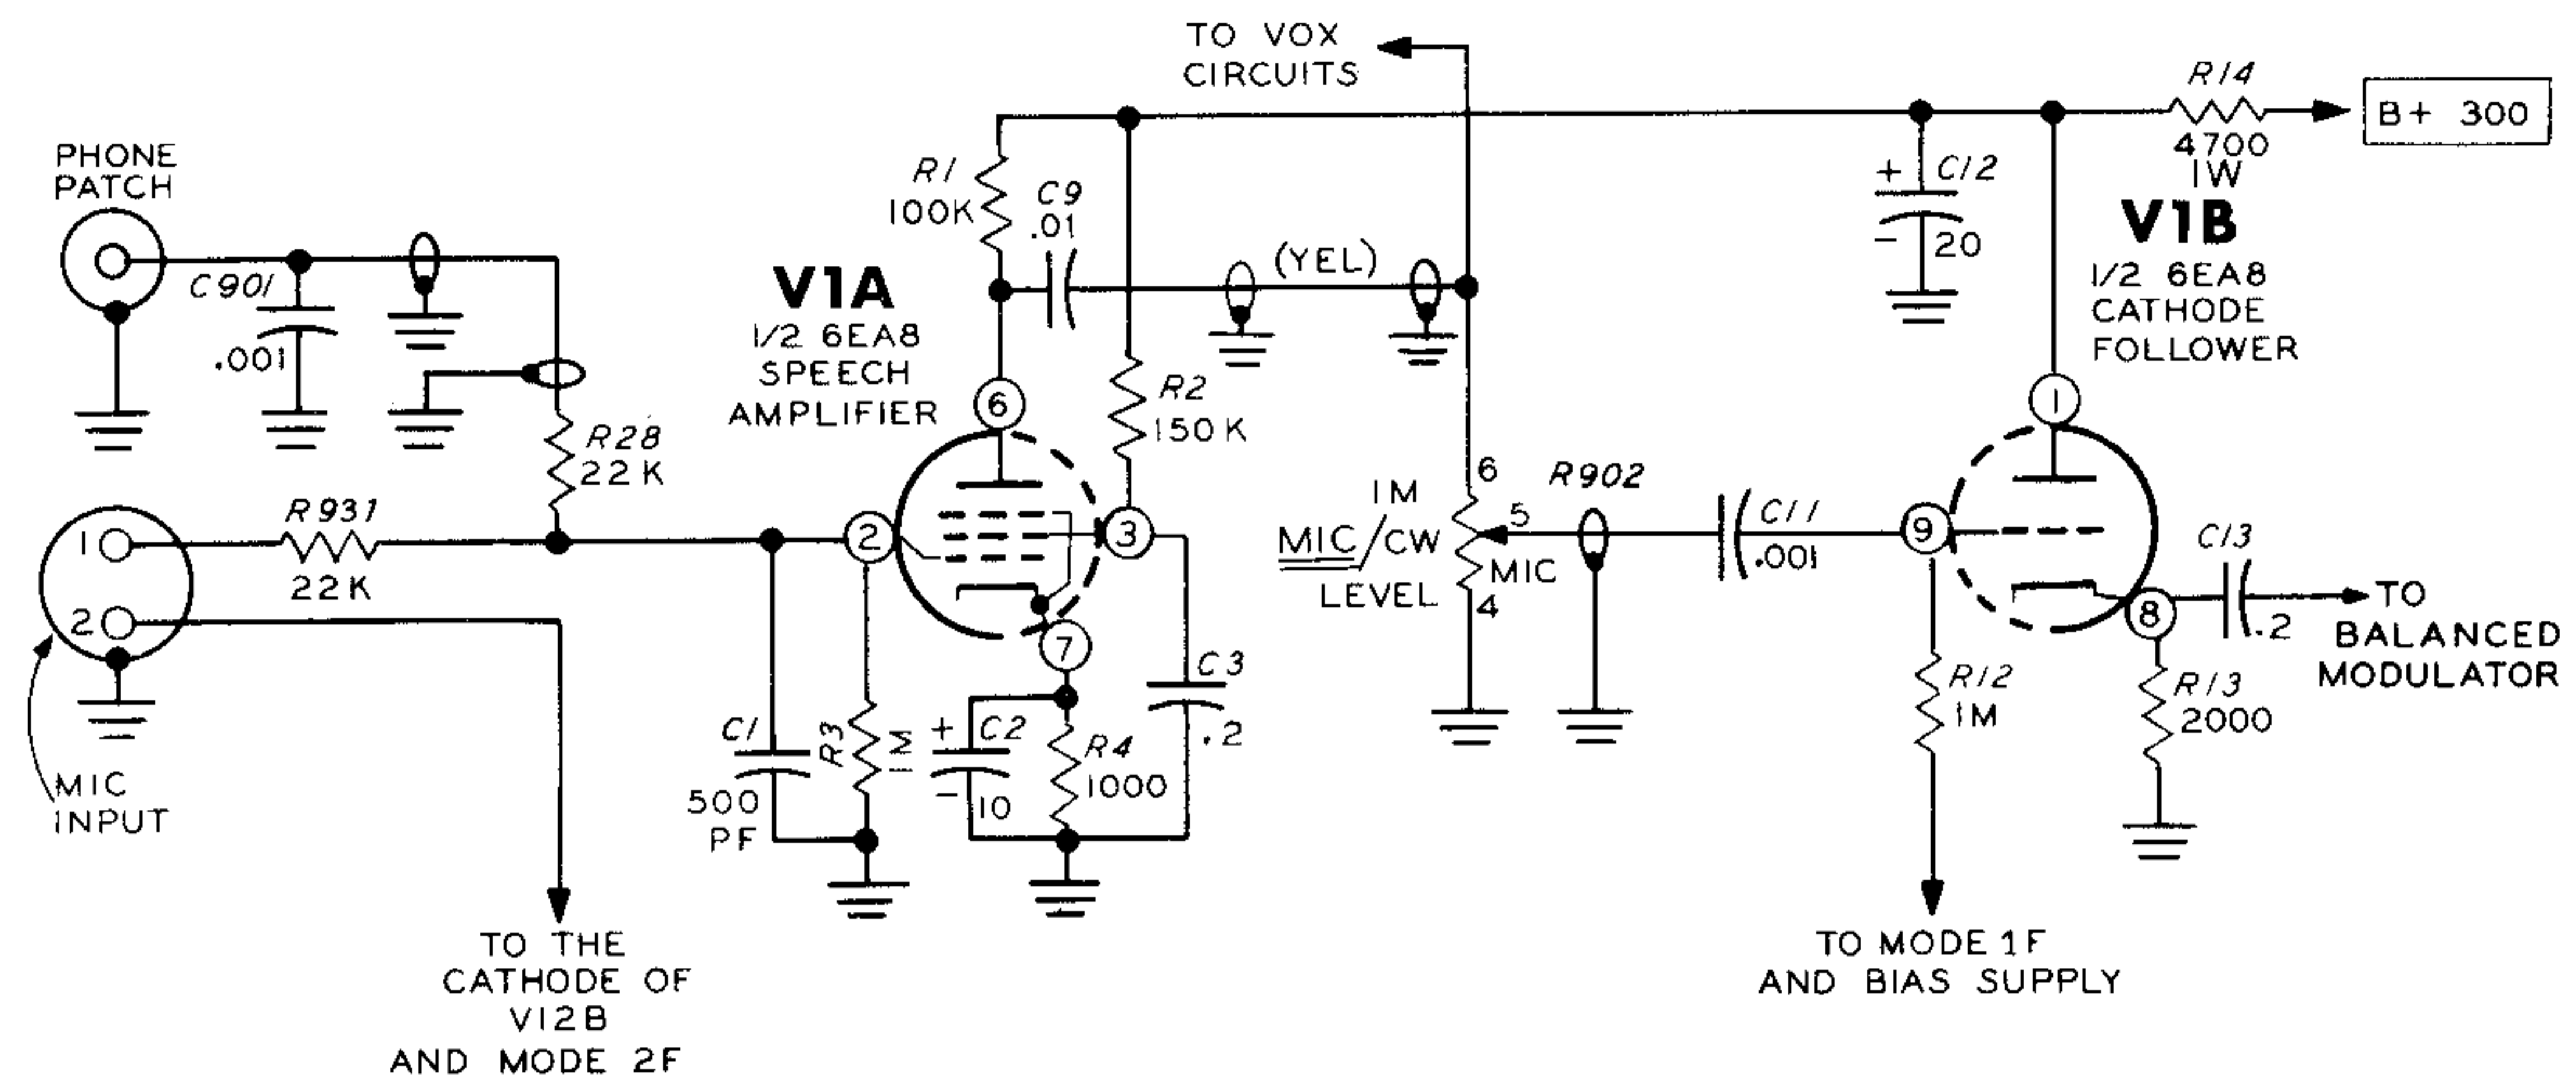 TO VOX
CIRCUITS
R14
4700
1W
B+ 300
PHONE
PATCH
C901
.001
R28
22K
R931
22K
1
2
MIC
INPUT
TO THE
CATHODE OF
V12B
AND MODE 2F
R1
100K
C9
.01
(YEL)
V1A
1/2 6EA8
SPEECH
AMPLIFIER
6
2
3
7
R2
150K
C1
500
PF
R3
1M
+
C2
-
10
R4
1000
C3
.2
6
1M
5
MIC/CW
MIC
LEVEL
4
R902
C11
.001
+
C12
-
20
V1B
1/2 6EA8
CATHODE
FOLLOWER
1
9
8
C13
.2
TO
BALANCED
MODULATOR
R12
1M
R13
2000
TO MODE 1F
AND BIAS SUPPLY